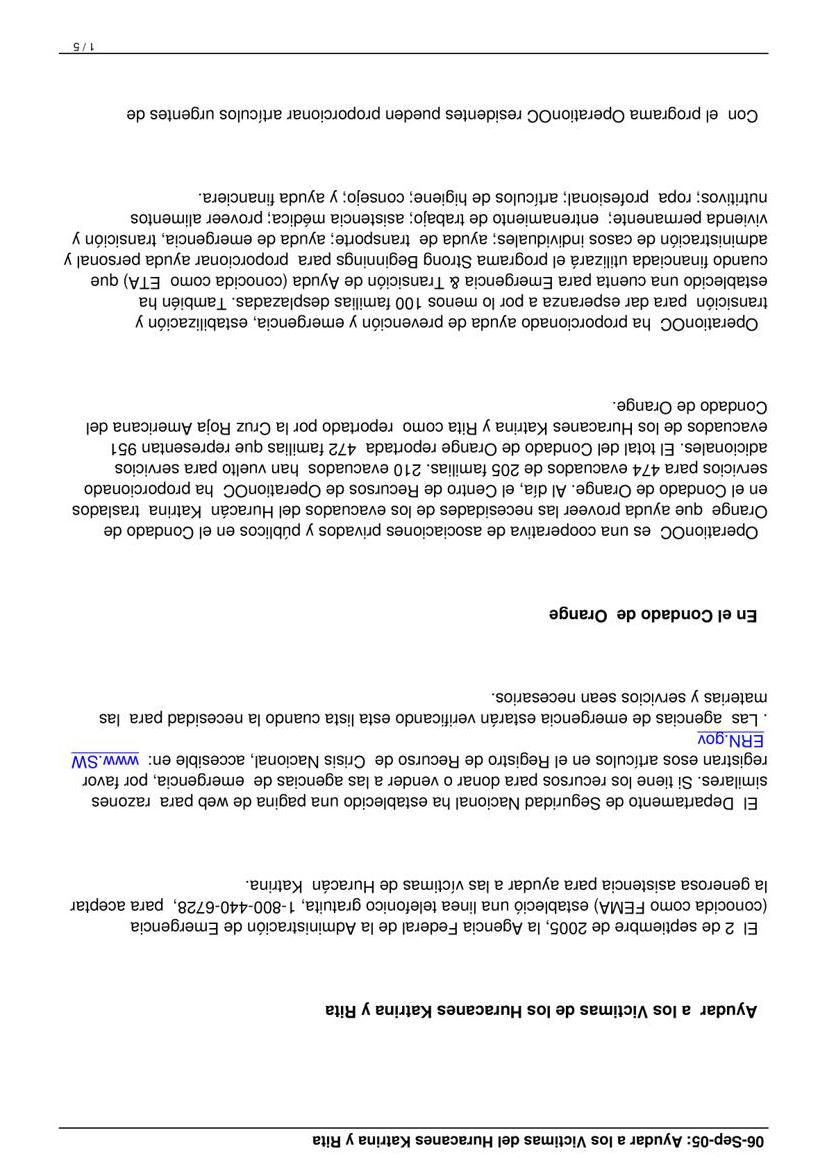 06-Sep-05: Ayudar a los Victimas del Huracanes Katrina y Rita
Ayudar a los Victimas de los Huracanes Katrina y Rita
El 2 de septiembre de 2005, la Agencia Federal de la Administración de Emergencia
(conocida como FEMA) estableció una linea telefonico gratuita, 1-800-440-6728, para aceptar
la generosa asistencia para ayudar a las víctimas de Huracán Katrina.
El Departamento de Seguridad Nacional ha establecido una pagina de web para razones
similares. Si tiene los recursos para donar o vender a las agencias de emergencia, por favor
registran esos artículos en el Registro de Recurso de Crisis Nacional, accesible en: www.SW
ERN.gov
. Las agencias de emergencia estarán verificando esta lista cuando la necesidad para las
materias y servicios sean necesarios.
En el Condado de Orange
OperationOC es una cooperativa de asociaciones privados y públicos en el Condado de
Orange que ayuda proveer las necesidades de los evacuados del Huracán Katrina traslados
en el Condado de Orange. Al día, el Centro de Recursos de OperationOC ha proporcionado
servicios para 474 evacuados de 205 familias. 210 evacuados han vuelto para servicios
adicionales. El total del Condado de Orange reportada 472 familias que representan 951
evacuados de los Huracanes Katrina y Rita como reportado por la Cruz Roja Americana del
Condado de Orange.
OperationOC ha proporcionado ayuda de prevención y emergencia, estabilización y
transición para dar esperanza a por lo menos 100 familias desplazadas. También ha
establecido una cuenta para Emergencia & Transición de Ayuda (conocida como ETA) que
cuando financiada utilizará el programa Strong Beginnings para proporcionar ayuda personal y
administración de casos individuales; ayuda de transporte; ayuda de emergencia, transición y
vivienda permanente; entrenamiento de trabajo; asistencia médica; proveer alimentos
nutritivos; ropa profesional; artículos de higiene; consejo; y ayuda financiera.
Con el programa OperationOC residentes pueden proporcionar artículos urgentes de
1 / 5